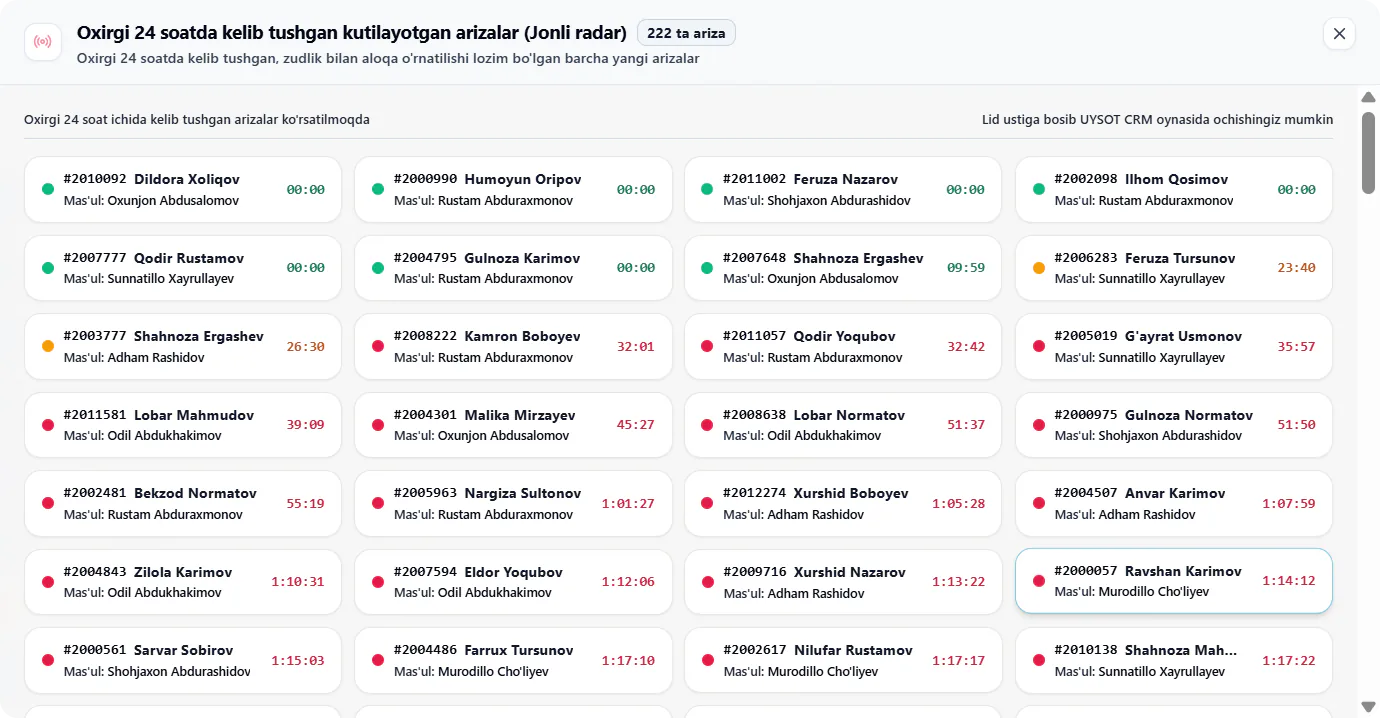 Oxirgi 24 soatda kelib tushgan kutilayotgan arizalar (Jonli radar) 222 ta ariza
Oxirgi 24 soatda kelib tushgan, zudlik bilan aloqa o'rnatilishi lozim bo'lgan barcha yangi arizalar
Oxirgi 24 soat ichida kelib tushgan arizalar ko'rsatilmoqda
Lid ustiga bosib UYSOT CRM oynasida ochishingiz mumkin
#2010092 Dildora Xoliqov
Mas'ul: Oxunjon Abdusalomov
00:00
#2000990 Humoyun Oripov
Mas'ul: Rustam Abduraxmonov
00:00
#2011002 Feruza Nazarov
Mas'ul: Shohjaxon Abdurashidov
00:00
#2002098 Ilhom Qosimov
Mas'ul: Rustam Abduraxmonov
00:00
#2007777 Qodir Rustamov
Mas'ul: Sunnatillo Xayrullayev
00:00
#2004795 Gulnoza Karimov
Mas'ul: Rustam Abduraxmonov
00:00
#2007648 Shahnoza Ergashev
Mas'ul: Oxunjon Abdusalomov
09:59
#2006283 Feruza Tursunov
Mas'ul: Sunnatillo Xayrullayev
23:40
#2003777 Shahnoza Ergashev
Mas'ul: Adham Rashidov
26:30
#2008222 Kamron Boboyev
Mas'ul: Rustam Abduraxmonov
32:01
#2011057 Qodir Yoqubov
Mas'ul: Rustam Abduraxmonov
32:42
#2005019 G'ayrat Usmonov
Mas'ul: Sunnatillo Xayrullayev
35:57
#2011581 Lobar Mahmudov
Mas'ul: Odil Abdukhakimov
39:09
#2004301 Malika Mirzayev
Mas'ul: Oxunjon Abdusalomov
45:27
#2008638 Lobar Normatov
Mas'ul: Odil Abdukhakimov
51:37
#2000975 Gulnoza Normatov
Mas'ul: Shohjaxon Abdurashidov
51:50
#2002481 Bekzod Normatov
Mas'ul: Rustam Abduraxmonov
55:19
#2005963 Nargiza Sultonov
Mas'ul: Rustam Abduraxmonov
1:01:27
#2012274 Xurshid Boboyev
Mas'ul: Adham Rashidov
1:05:28
#2004507 Anvar Karimov
Mas'ul: Adham Rashidov
1:07:59
#2004843 Zilola Karimov
Mas'ul: Odil Abdukhakimov
1:10:31
#2007594 Eldor Yoqubov
Mas'ul: Odil Abdukhakimov
1:12:06
#2009716 Xurshid Nazarov
Mas'ul: Adham Rashidov
1:13:22
#2000057 Ravshan Karimov
Mas'ul: Murodillo Cho'liyev
1:14:12
#2000561 Sarvar Sobirov
Mas'ul: Shohjaxon Abdurashidov
1:15:03
#2004486 Farrux Tursunov
Mas'ul: Murodillo Cho'liyev
1:17:10
#2002617 Nilufar Rustamov
Mas'ul: Murodillo Cho'liyev
1:17:17
#2010138 Shahnoza Mah...
Mas'ul: Sunnatillo Xayrullayev
1:17:22